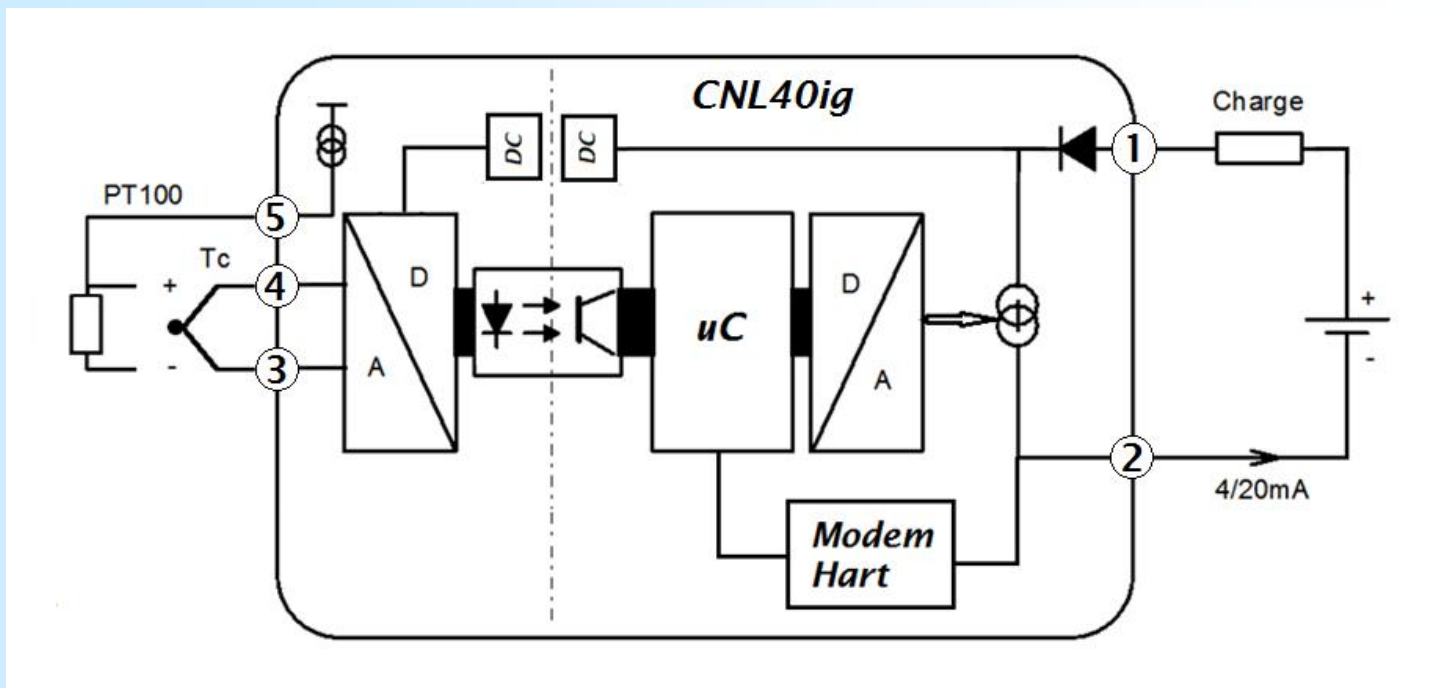 CNL40ig
Charge
DC
DC
1
PT100
5
Tc
D
+
4
D
uC
+
-
3
A
A
-
2
4/20mA
Modem
Hart